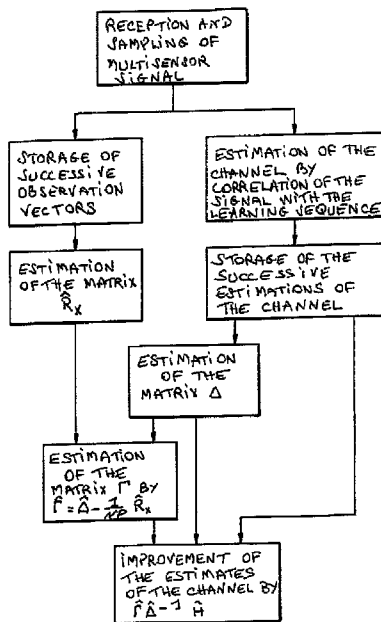 RECEPTION AND
SAMPLING OF
MULTISENSOR
SIGNAL
STORAGE OF
SUCCESSIVE
OBSERVATION
VECTORS
ESTIMATION OF THE
CHANNEL BY
CORRELATION OF THE
SIGNAL WITH THE
LEARNING SEQUENCE
ESTIMATION
OF THE MATRIX
R̂x
STORAGE OF THE
SUCCESSIVE
ESTIMATIONS OF
THE CHANNEL
ESTIMATION
OF THE
MATRIX Δ
ESTIMATION
OF THE
MATRIX Γ BY
Γ̂ = Δ̂ - 1/NP R̂x
IMPROVEMENT OF
THE ESTIMATES
OF THE CHANNEL BY
Γ̂ Δ̂ -1 Ĥ